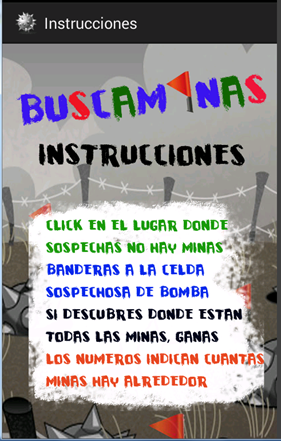 Instrucciones
BUSCAMINAS
INSTRUCCIONES
CLICK EN EL LUGAR DONDE
SOSPECHAS NO HAY MINAS
BANDERAS A LA CELDA
SOSPECHOSA DE BOMBA
SI DESCUBRES DONDE ESTAN
TODAS LAS MINAS, GANAS
LOS NUMEROS INDICAN CUANTAS
MINAS HAY ALREDEDOR